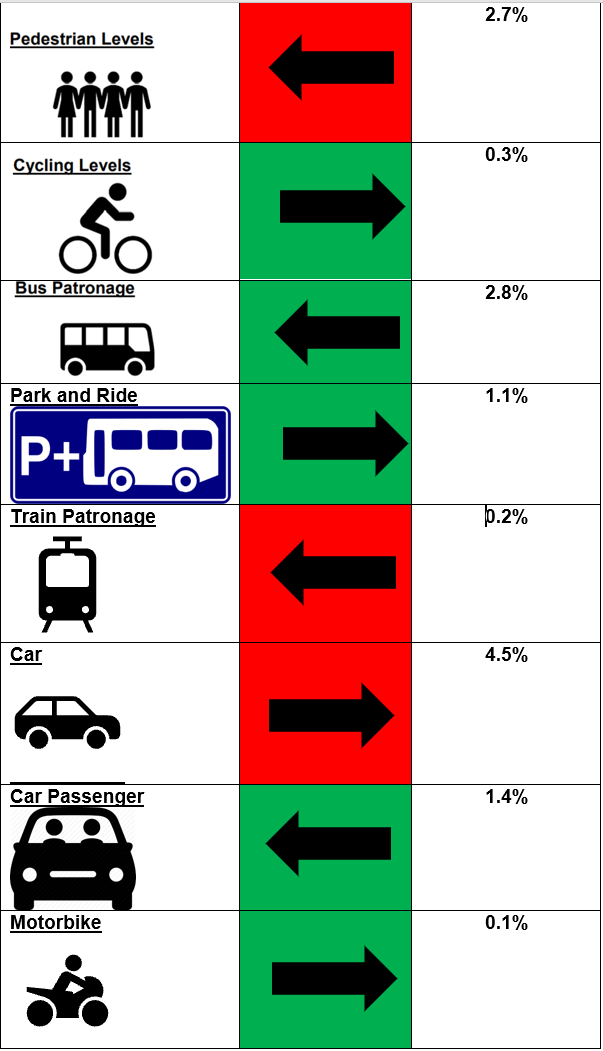 Pedestrian Levels
2.7%
Cycling Levels
0.3%
Bus Patronage
2.8%
Park and Ride
1.1%
P+
Train Patronage
0.2%
Car
4.5%
Car Passenger
1.4%
Motorbike
0.1%